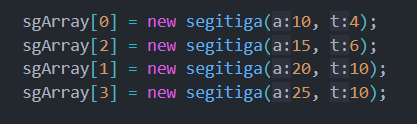 sgArray[0] = new segitiga(a:10, t:4);
sgArray[2] = new segitiga(a:15, t:6);
sgArray[1] = new segitiga(a:20, t:10);
sgArray[3] = new segitiga(a:25, t:10);